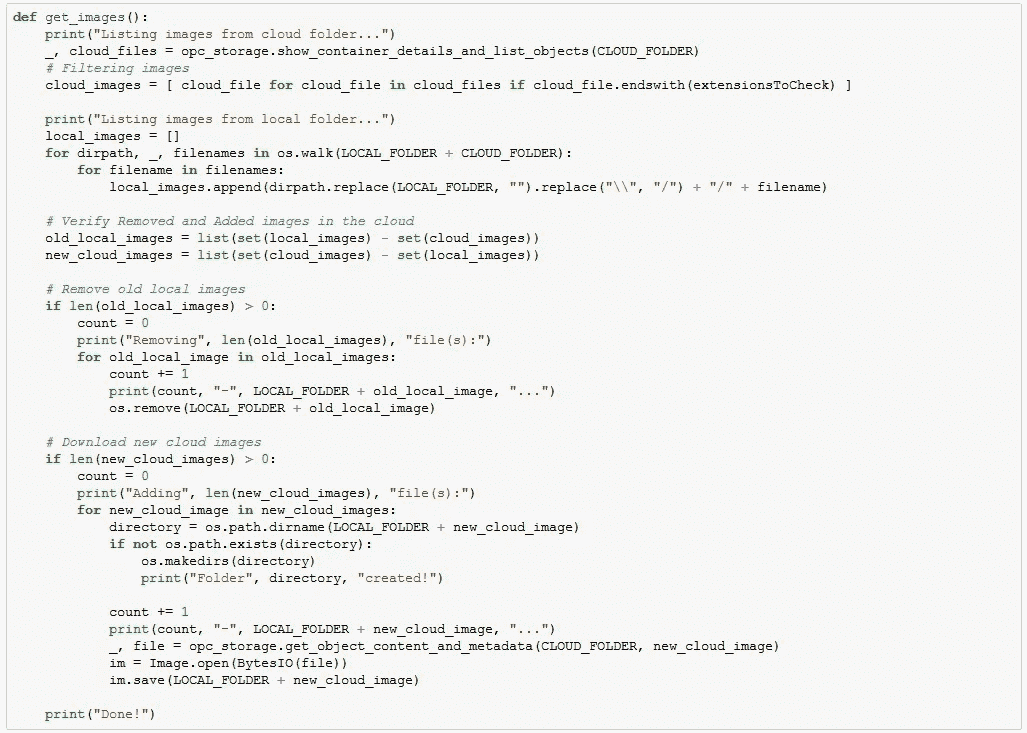 def get_images():
    print("Listing images from cloud folder...")
    _, cloud_files = opc_storage.show_container_details_and_list_objects(CLOUD_FOLDER)
    # Filtering images
    cloud_images = [ cloud_file for cloud_file in cloud_files if cloud_file.endswith(extensionsToCheck) ]

    print("Listing images from local folder...")
    local_images = []
    for dirpath, _, filenames in os.walk(LOCAL_FOLDER + CLOUD_FOLDER):
        for filename in filenames:
            local_images.append(dirpath.replace(LOCAL_FOLDER, "").replace("\\", "/") + "/" + filename)

    # Verify Removed and Added images in the cloud
    old_local_images = list(set(local_images) - set(cloud_images))
    new_cloud_images = list(set(cloud_images) - set(local_images))

    # Remove old local images
    if len(old_local_images) > 0:
        count = 0
        print("Removing", len(old_local_images), "file(s):")
        for old_local_image in old_local_images:
            count += 1
            print(count, "-", LOCAL_FOLDER + old_local_image, "...")
            os.remove(LOCAL_FOLDER + old_local_image)

    # Download new cloud images
    if len(new_cloud_images) > 0:
        count = 0
        print("Adding", len(new_cloud_images), "file(s):")
        for new_cloud_image in new_cloud_images:
            directory = os.path.dirname(LOCAL_FOLDER + new_cloud_image)
            if not os.path.exists(directory):
                os.makedirs(directory)
                print("Folder", directory, "created!")

            count += 1
            print(count, "-", LOCAL_FOLDER + new_cloud_image, "...")
            _, file = opc_storage.get_object_content_and_metadata(CLOUD_FOLDER, new_cloud_image)
            im = Image.open(BytesIO(file))
            im.save(LOCAL_FOLDER + new_cloud_image)

    print("Done!")